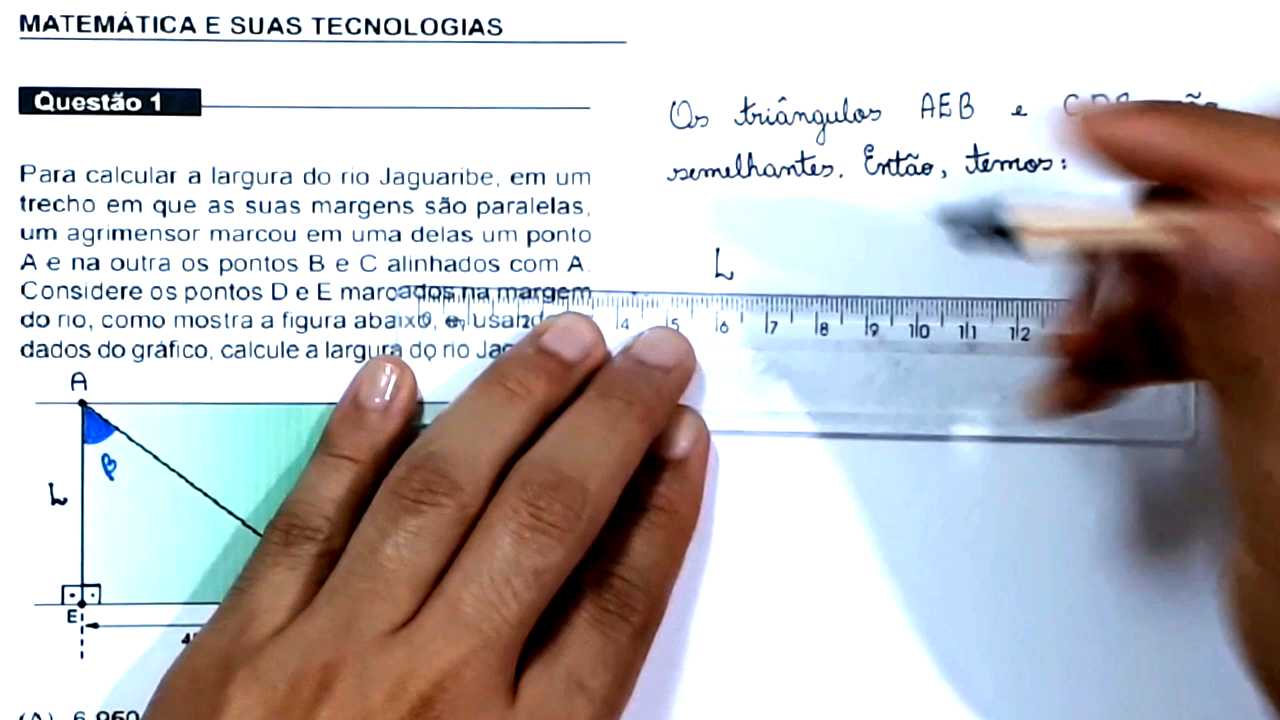 MATEMÁTICA E SUAS TECNOLOGIAS
Questão 1
Para calcular a largura do rio Jaguaribe, em um
trecho em que as suas margens são paralelas,
um agrimensor marcou em uma delas um ponto
A e na outra os pontos B e C alinhados com A.
Considere os pontos D e E marcados na margem
do rio, como mostra a figura abaixo, e, usando
dados do gráfico, calcule a largura do rio
A
β
L
E
Os triângulos AEB e
semelhantes. Então, temos:
L
4 5 6 7 8 9 10 11 12